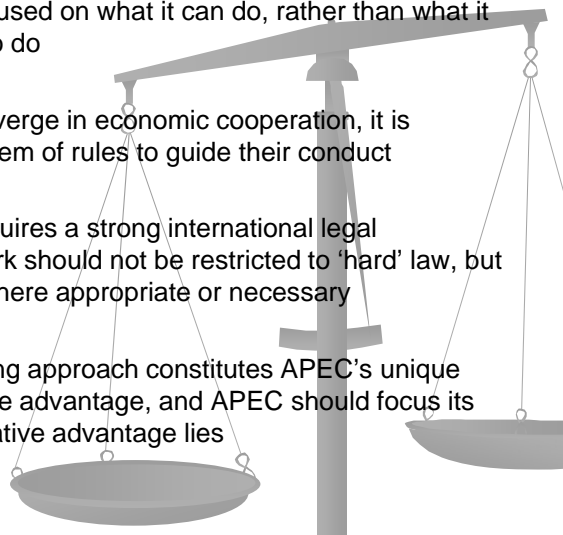 used on what it can do, rather than what it
o do
verge in economic cooperation, it is
em of rules to guide their conduct
uires a strong international legal
rk should not be restricted to ‘hard’ law, but
here appropriate or necessary
ng approach constitutes APEC’s unique
e advantage, and APEC should focus its
ative advantage lies